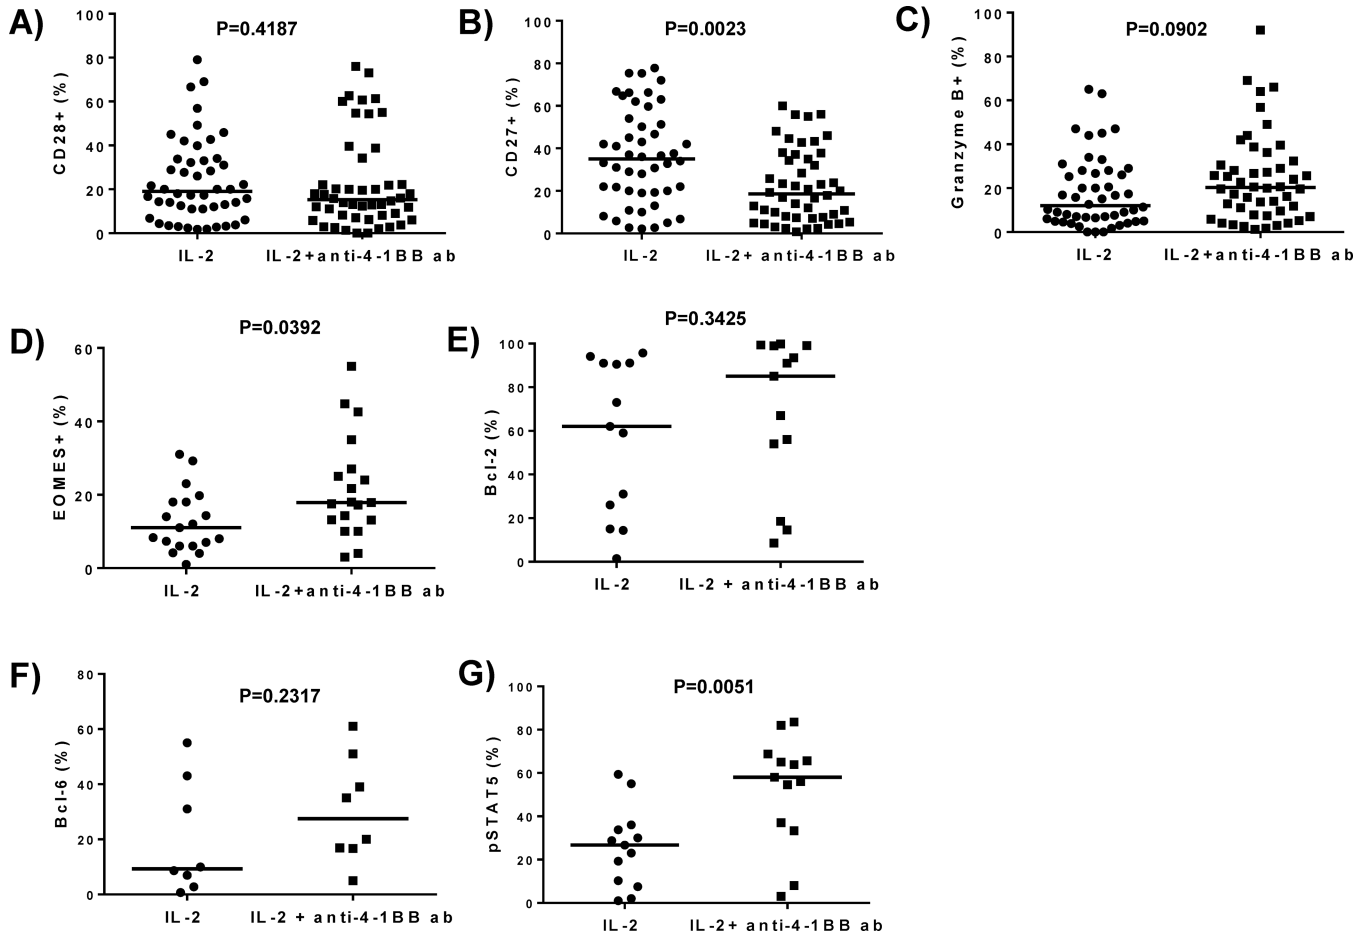 A)
P=0.4187
CD28+ (%)
100
80
60
40
20
0
IL-2
IL-2+anti-4-1BB ab
B)
P=0.0023
CD27+ (%)
100
80
60
40
20
0
IL-2
IL-2+ anti-4-1BB ab
C)
P=0.0902
Granzyme B+ (%)
100
80
60
40
20
0
IL-2
IL-2+anti-4-1BB ab
D)
P=0.0392
EOMES+ (%)
60
40
20
0
IL-2
IL-2+anti-4-1BB ab
E)
P=0.3425
Bcl-2 (%)
100
80
60
40
20
0
IL-2
IL-2 + anti-4-1BB ab
F)
P=0.2317
Bcl-6 (%)
80
60
40
20
0
IL-2
IL-2 + anti-4-1BB ab
G)
P=0.0051
pSTAT5 (%)
100
80
60
40
20
0
IL-2
IL-2+ anti-4-1BB ab